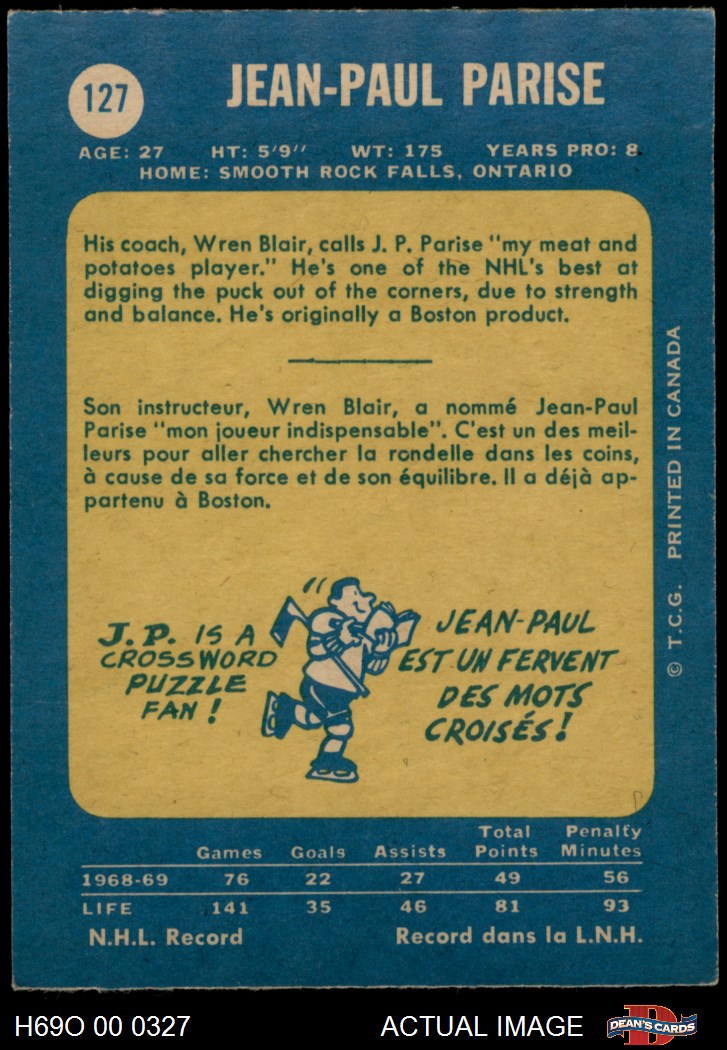 127
JEAN-PAUL PARISE
AGE: 27 HT: 5'9'' WT: 175 YEARS PRO: 8
HOME: SMOOTH ROCK FALLS, ONTARIO
His coach, Wren Blair, calls J. P. Parise "my meat and
potatoes player." He's one of the NHL's best at
digging the puck out of the corners, due to strength
and balance. He's originally a Boston product.
Son instructeur, Wren Blair, a nommé Jean-Paul
Parise "mon joueur indispensable". C'est un des meil-
leurs pour aller chercher la rondelle dans les coins,
à cause de sa force et de son équilibre. Il a déjà ap-
partenu à Boston.
J.P. IS A
CROSSWORD
PUZZLE
FAN!
JEAN-PAUL
EST UN FERVENT
DES MOTS
CROISÉS!
© T.C.G. PRINTED IN CANADA
Games Goals Assists Total Points Penalty Minutes
1968-69 76 22 27 49 56
LIFE 141 35 46 81 93
N.H.L. Record Record dans la L.N.H.
H69O 00 0327 ACTUAL IMAGE DEAN'S CARDS